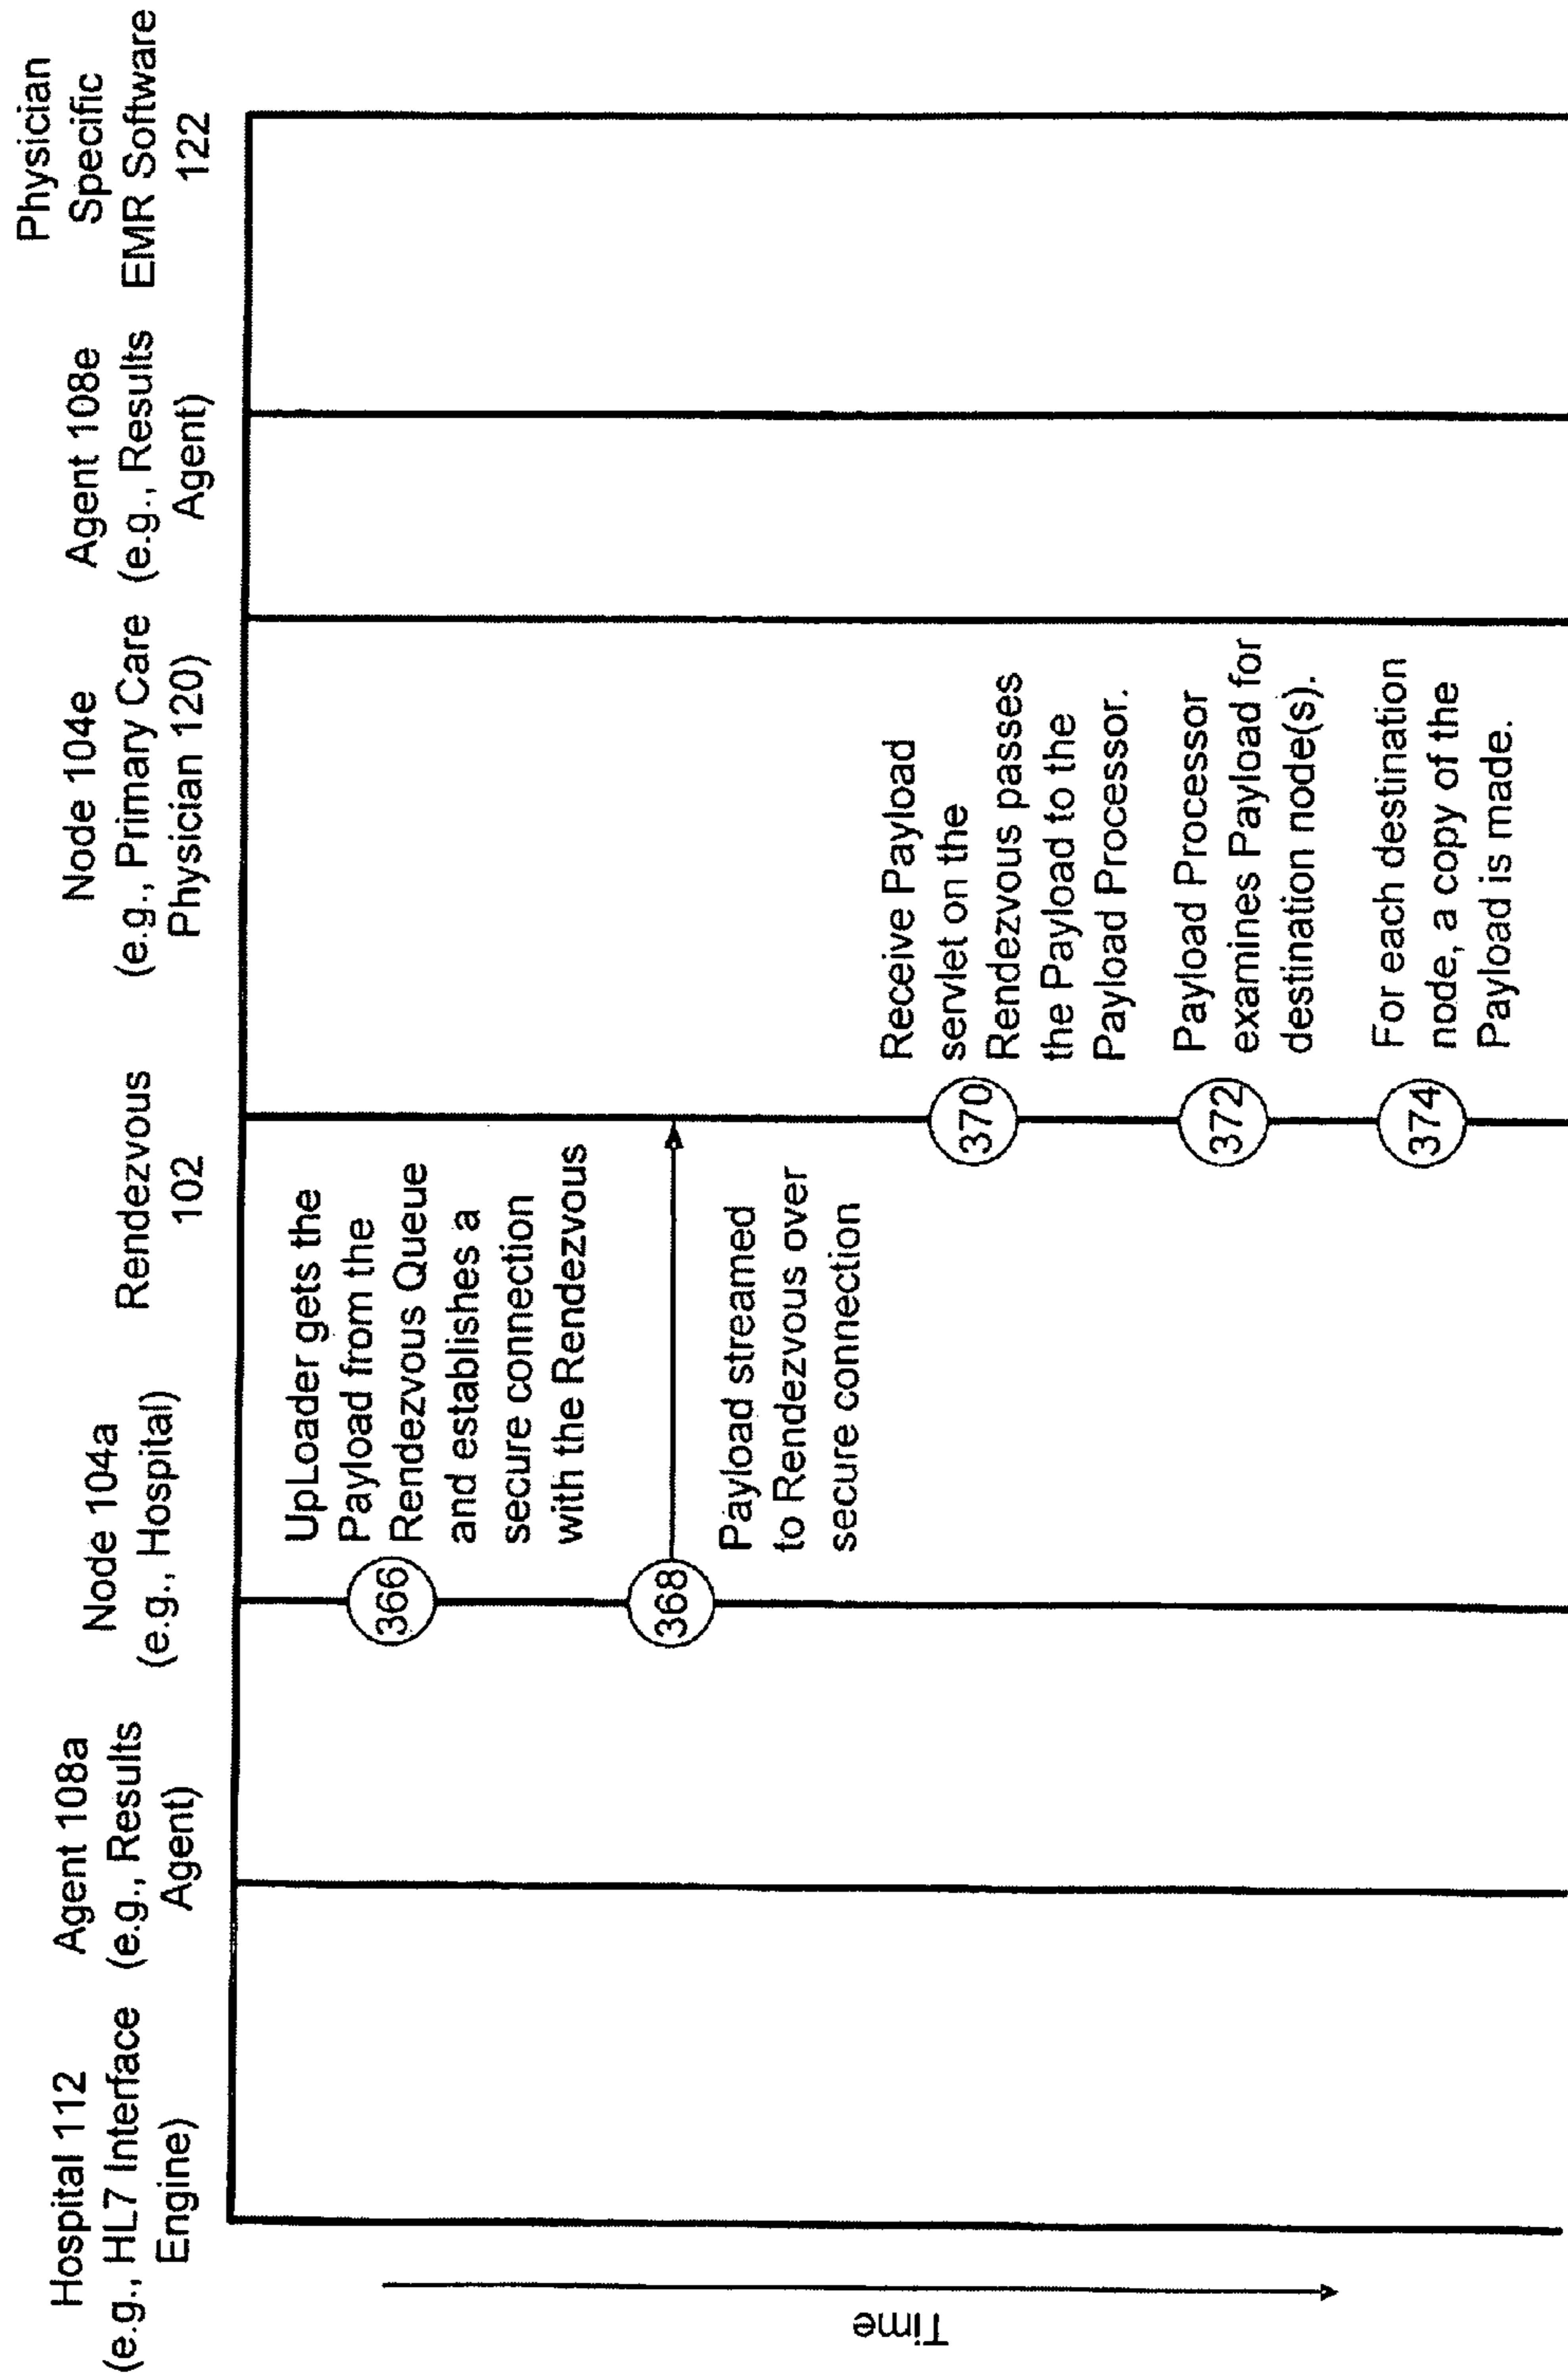 Hospital 112
(e.g., HL7 Interface
Engine)
Agent 108a
(e.g., Results
Agent)
Node 104a
(e.g., Hospital)
Rendezvous
102
Node 104e
(e.g., Primary Care
Physician 120)
Agent 108e
(e.g., Results
Agent)
Physician
Specific
EMR Software
122
Time
366
UpLoader gets the
Payload from the
Rendezvous Queue
and establishes a
secure connection
with the Rendezvous
368
Payload streamed
to Rendezvous over
secure connection
370
Receive Payload
servlet on the
Rendezvous passes
the Payload to the
Payload Processor.
372
Payload Processor
examines Payload for
destination node(s).
374
For each destination
node, a copy of the
Payload is made.